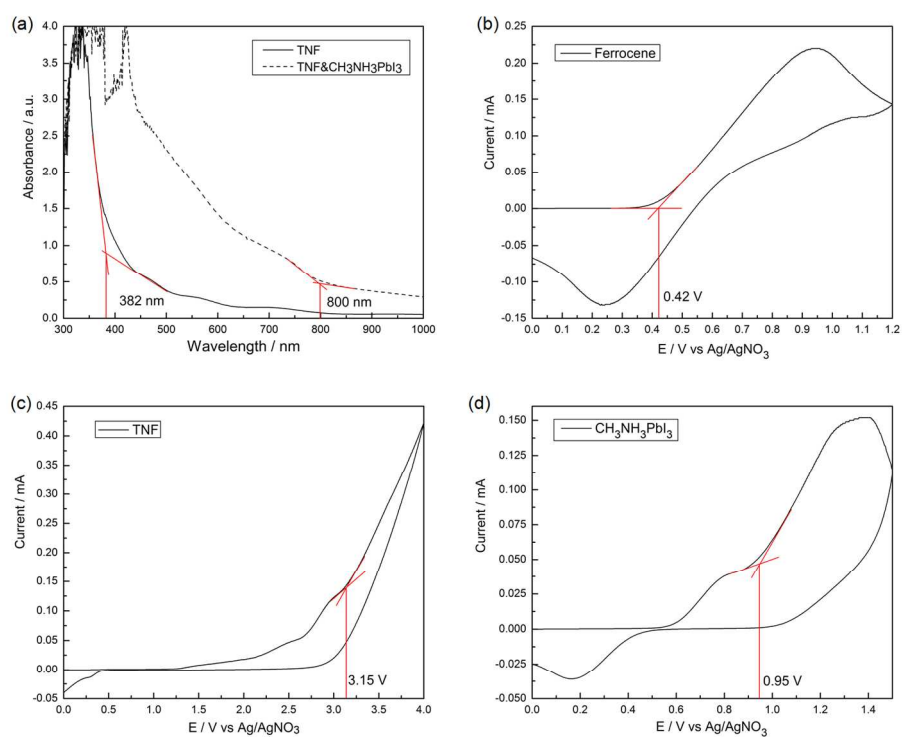 (a)
TNF
TNF&CH₃NH₃PbI₃
Absorbance / a.u.
4.0
3.5
3.0
2.5
2.0
1.5
1.0
0.5
0.0
382 nm
800 nm
300 400 500 600 700 800 900 1000
Wavelength / nm
(b)
Ferrocene
Current / mA
0.25
0.20
0.15
0.10
0.05
0.00
-0.05
-0.10
-0.15
0.42 V
0.0 0.1 0.2 0.3 0.4 0.5 0.6 0.7 0.8 0.9 1.0 1.1 1.2
E / V vs Ag/AgNO₃
(c)
TNF
Current / mA
0.45
0.40
0.35
0.30
0.25
0.20
0.15
0.10
0.05
0.00
-0.05
3.15 V
0.0 0.5 1.0 1.5 2.0 2.5 3.0 3.5 4.0
E / V vs Ag/AgNO₃
(d)
CH₃NH₃PbI₃
Current / mA
0.150
0.125
0.100
0.075
0.050
0.025
0.000
-0.025
-0.050
0.95 V
0.0 0.2 0.4 0.6 0.8 1.0 1.2 1.4
E / V vs Ag/AgNO₃